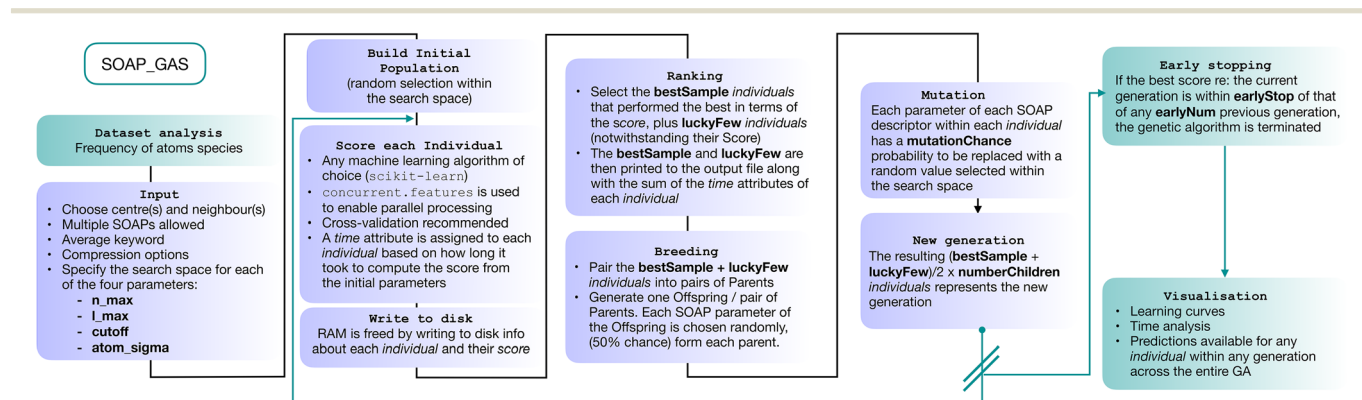 SOAP_GAS
Dataset analysis
Frequency of atoms species
Input
• Choose centre(s) and neighbour(s)
• Multiple SOAPs allowed
• Average keyword
• Compression options
• Specify the search space for each
of the four parameters:
- n_max
- l_max
- cutoff
- atom_sigma
Build Initial
Population
(random selection within
the search space)
Score each Individual
• Any machine learning algorithm of
choice (scikit-learn)
• concurrent.features is used
to enable parallel processing
• Cross-validation recommended
• A time attribute is assigned to each
individual based on how long it
took to compute the score from
the initial parameters
Write to disk
RAM is freed by writing to disk info
about each individual and their score
Ranking
• Select the bestSample individuals
that performed the best in terms of
the score, plus luckyFew individuals
(notwithstanding their Score)
• The bestSample and luckyFew are
then printed to the output file along
with the sum of the time attributes of
each individual
Breeding
• Pair the bestSample + luckyFew
individuals into pairs of Parents
• Generate one Offspring / pair of
Parents. Each SOAP parameter
of the Offspring is chosen randomly,
(50% chance) form each parent.
Mutation
Each parameter of each SOAP
descriptor within each individual
has a mutationChance
probability to be replaced with a
random value selected within
the search space
New generation
The resulting (bestSample +
luckyFew)/2 x numberChildren
individuals represents the new
generation
Early stopping
If the best score re: the current
generation is within earlyStop of that
of any earlyNum previous generation,
the genetic algorithm is terminated
Visualisation
• Learning curves
• Time analysis
• Predictions available for any
individual within any generation
across the entire GA